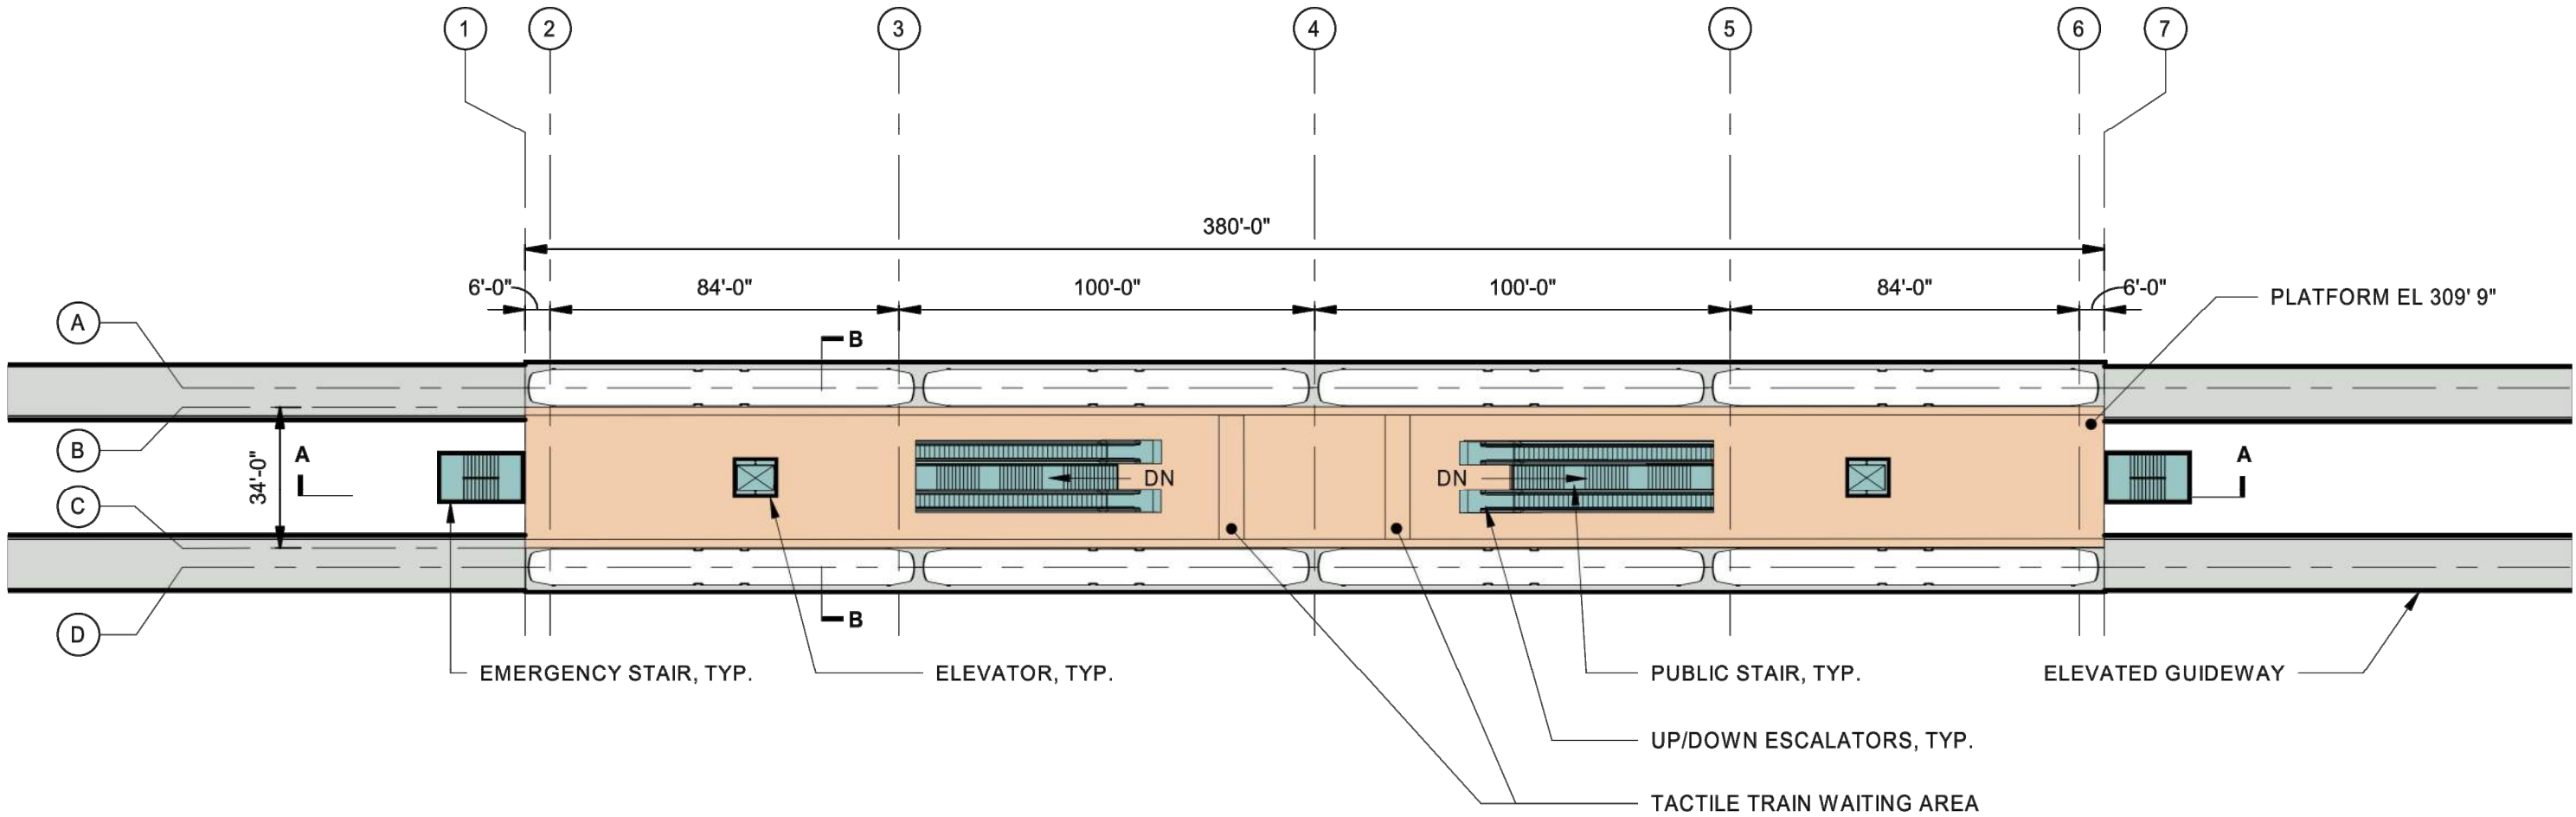 1 2 3 4 5 6 7
380'-0"
6'-0" 84'-0" 100'-0" 100'-0" 84'-0" 6'-0"
PLATFORM EL 309' 9"
A
B
B
A
34'-0"
DN
DN
A
C
B
D
EMERGENCY STAIR, TYP.
ELEVATOR, TYP.
PUBLIC STAIR, TYP.
ELEVATED GUIDEWAY
UP/DOWN ESCALATORS, TYP.
TACTILE TRAIN WAITING AREA